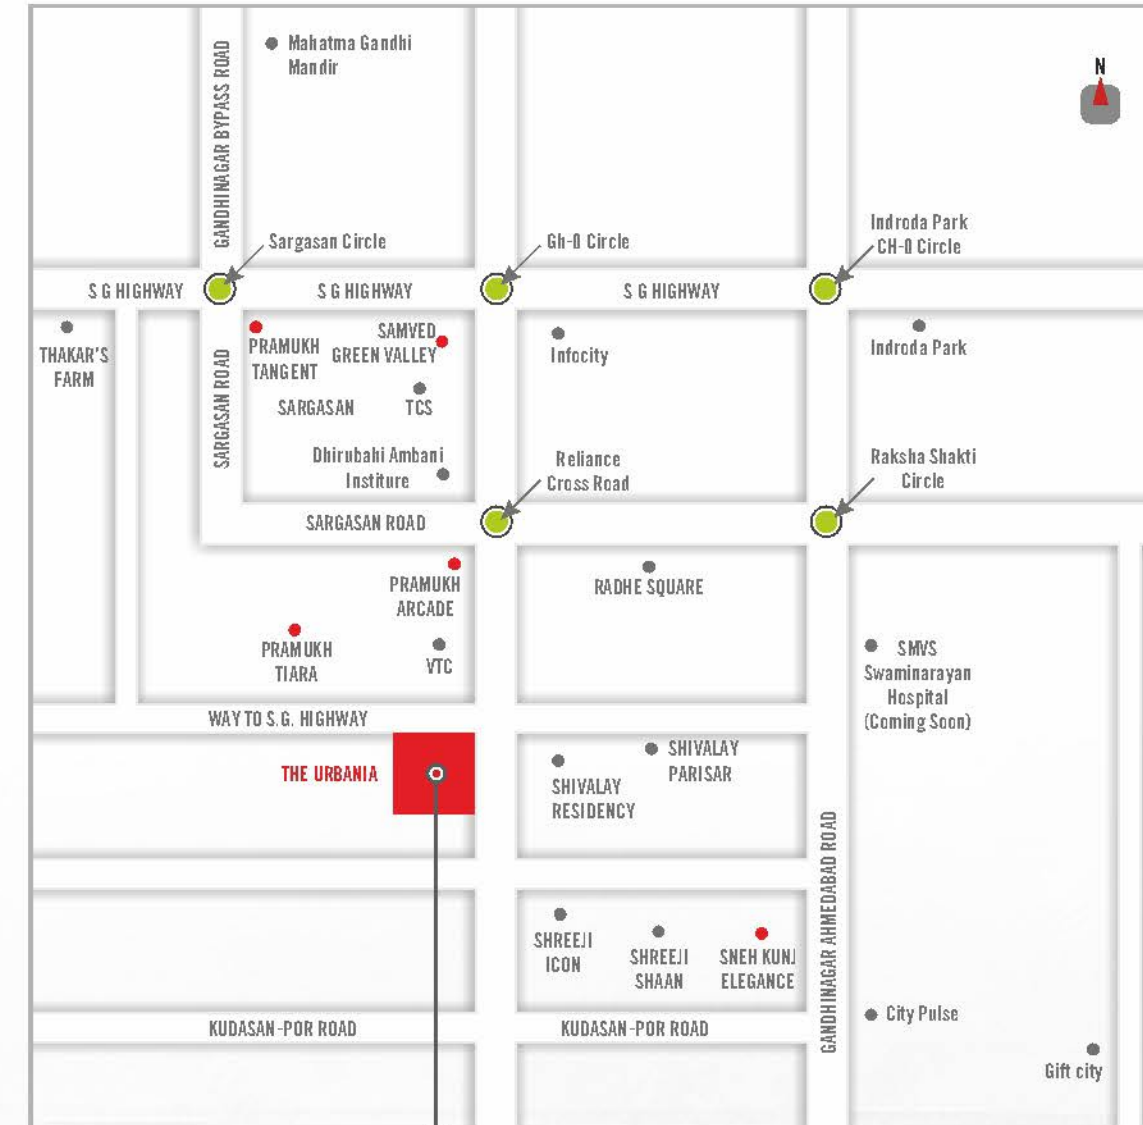 GANDHINAGAR BYPASS ROAD
Mahatma Gandhi
Mandir
N
Sargasan Circle
Gh-0 Circle
Indroda Park
CH-0 Circle
S G HIGHWAY
S G HIGHWAY
S G HIGHWAY
THAKAR'S
FARM
SARGASAN ROAD
PRAMUKH
TANGENT
SAMVED
GREEN VALLEY
SARGASAN
TCS
Dhirubahi Ambani
Institure
Infocity
Indroda Park
Reliance
Cross Road
Raksha Shakti
Circle
SARGASAN ROAD
PRAMUKH
ARCADE
RADHE SQUARE
PRAMUKH
TIARA
VTC
SMVS
Swaminarayan
Hospital
(Coming Soon)
WAY TO S.G. HIGHWAY
THE URBANIA
SHIVALAY
RESIDENCY
SHIVALAY
PARISAR
GANDHINAGAR AHMEDABAD ROAD
SHREEJI
ICON
SHREEJI
SHAAN
SNEH KUNJ
ELEGANCE
KUDASAN-POR ROAD
KUDASAN-POR ROAD
City Pulse
Gift city